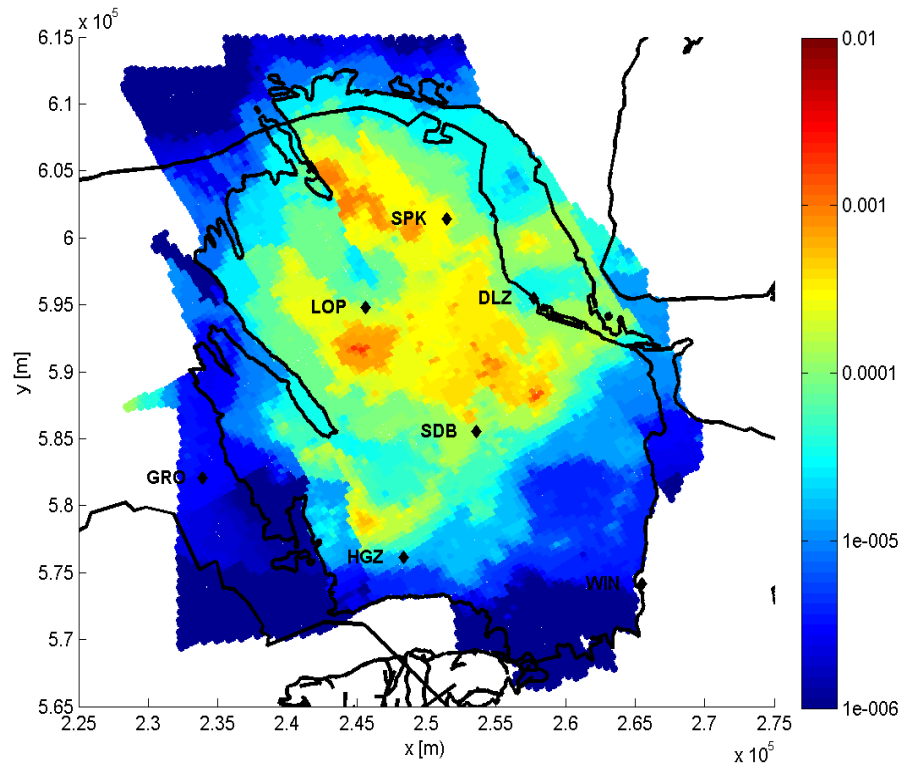 x 10^5
6.15
6.1
6.05
6
5.95
5.9
5.85
5.8
5.75
5.7
5.65
y [m]
SPK
LOP
DLZ
SDB
GRO
HGZ
WIN
2.25
2.3
2.35
2.4
2.45
2.5
2.55
2.6
2.65
2.7
2.75
x [m]
x 10^5
0.01
0.001
0.0001
1e-005
1e-006